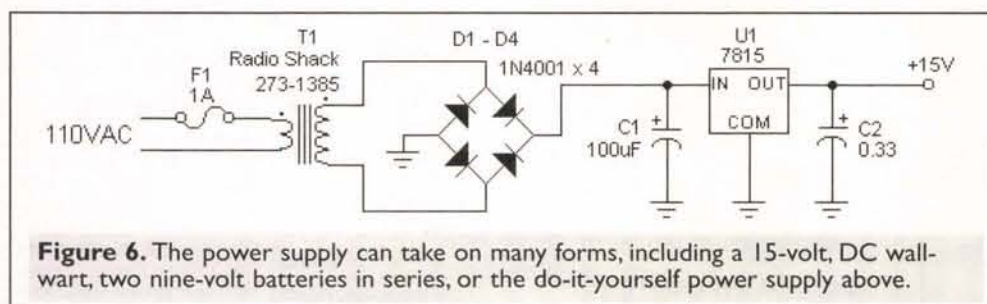 T1
Radio Shack
273-1385
F1
1A
110VAC
D1 - D4
1N4001 x 4
C1
100uF
+
U1
7815
IN OUT
COM
+
C2
0.33
+15V
Figure 6. The power supply can take on many forms, including a 15-volt, DC wall-
wart, two nine-volt batteries in series, or the do-it-yourself power supply above.